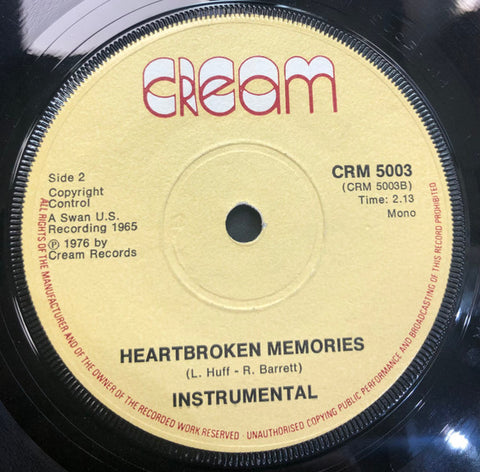 CREAM
Side 2
Copyright
Control
A Swan U.S.
Recording 1965
℗ 1976 by
Cream Records
CRM 5003
(CRM 5003B)
Time: 2.13
Mono
HEARTBROKEN MEMORIES
(L. Huff - R. Barrett)
INSTRUMENTAL
ALL RIGHTS OF THE MANUFACTURER AND OF THE OWNER OF THE RECORDED WORK RESERVED · UNAUTHORISED COPYING PUBLIC PERFORMANCE AND BROADCASTING OF THIS RECORD PROHIBITED